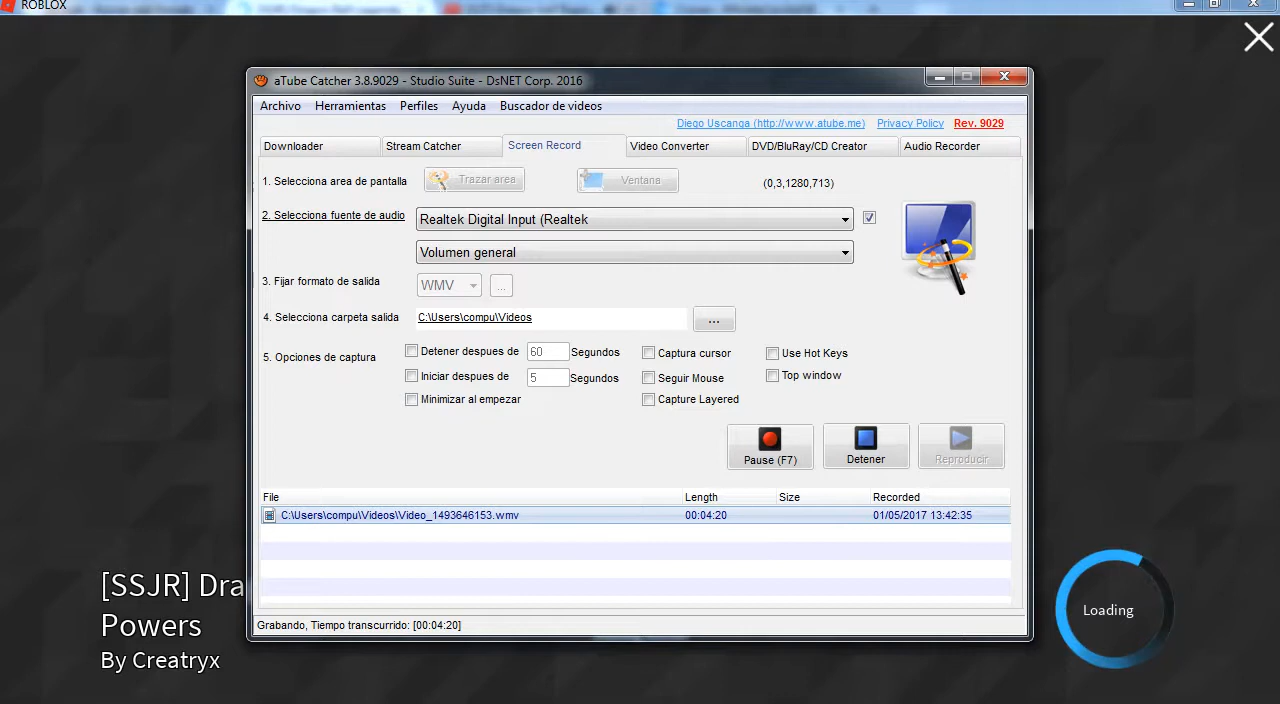 ROBLOX
aTube Catcher 3.8.9029 - Studio Suite - DsNET Corp. 2016
Archivo Herramientas Perfiles Ayuda Buscador de videos
Diego Uscanga (http://www.atube.me) Privacy Policy Rev. 9029
Downloader Stream Catcher Screen Record Video Converter DVD/BluRay/CD Creator Audio Recorder
1. Selecciona area de pantalla Trazar area Ventana (0,3,1280,713)
2. Selecciona fuente de audio Realtek Digital Input (Realtek
Volumen general
3. Fijar formato de salida WMV ...
4. Selecciona carpeta salida C:\Users\compu\Videos ...
5. Opciones de captura Detener despues de 60 Segundos Captura cursor Use Hot Keys
Iniciar despues de 5 Segundos Seguir Mouse Top window
Minimizar al empezar Capture Layered
Pause (F7) Detener Reproducir
File Length Size Recorded
C:\Users\compu\Videos\Video_1493646153.wmv 00:04:20 01/05/2017 13:42:35
Grabando, Tiempo transcurrido: [00:04:20]
[SSJR] Dra
Powers
By Creatryx
Loading